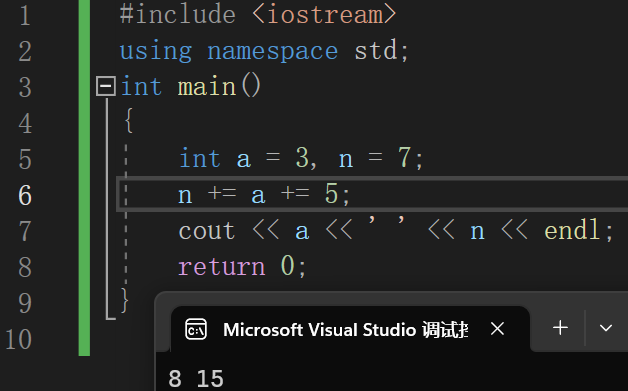 1 #include <iostream>
2 using namespace std;
3 int main()
4 {
5 int a = 3, n = 7;
6 n += a += 5;
7 cout << a << ' ' << n << endl;
8 return 0;
9 }
10
Microsoft Visual Studio 调试
8 15